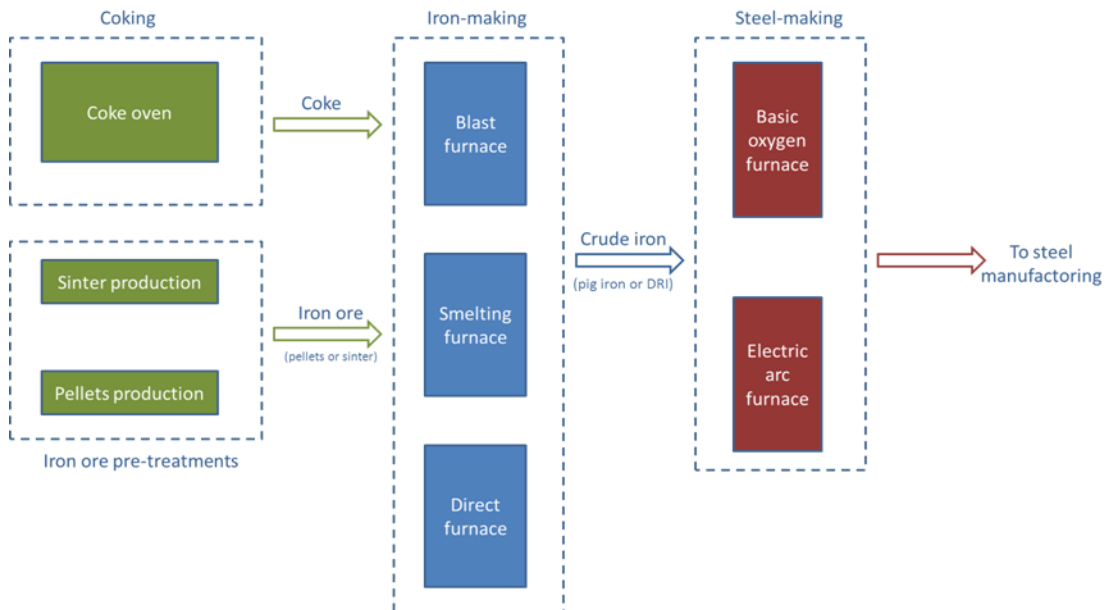 Coking
Iron-making
Steel-making
Coke oven
Coke
Blast
furnace
Basic
oxygen
furnace
Sinter production
Pellets production
Iron ore pre-treatments
Iron ore
(pellets or sinter)
Smelting
furnace
Direct
furnace
Crude iron
(pig iron or DRI)
Electric
arc
furnace
To steel
manufactoring